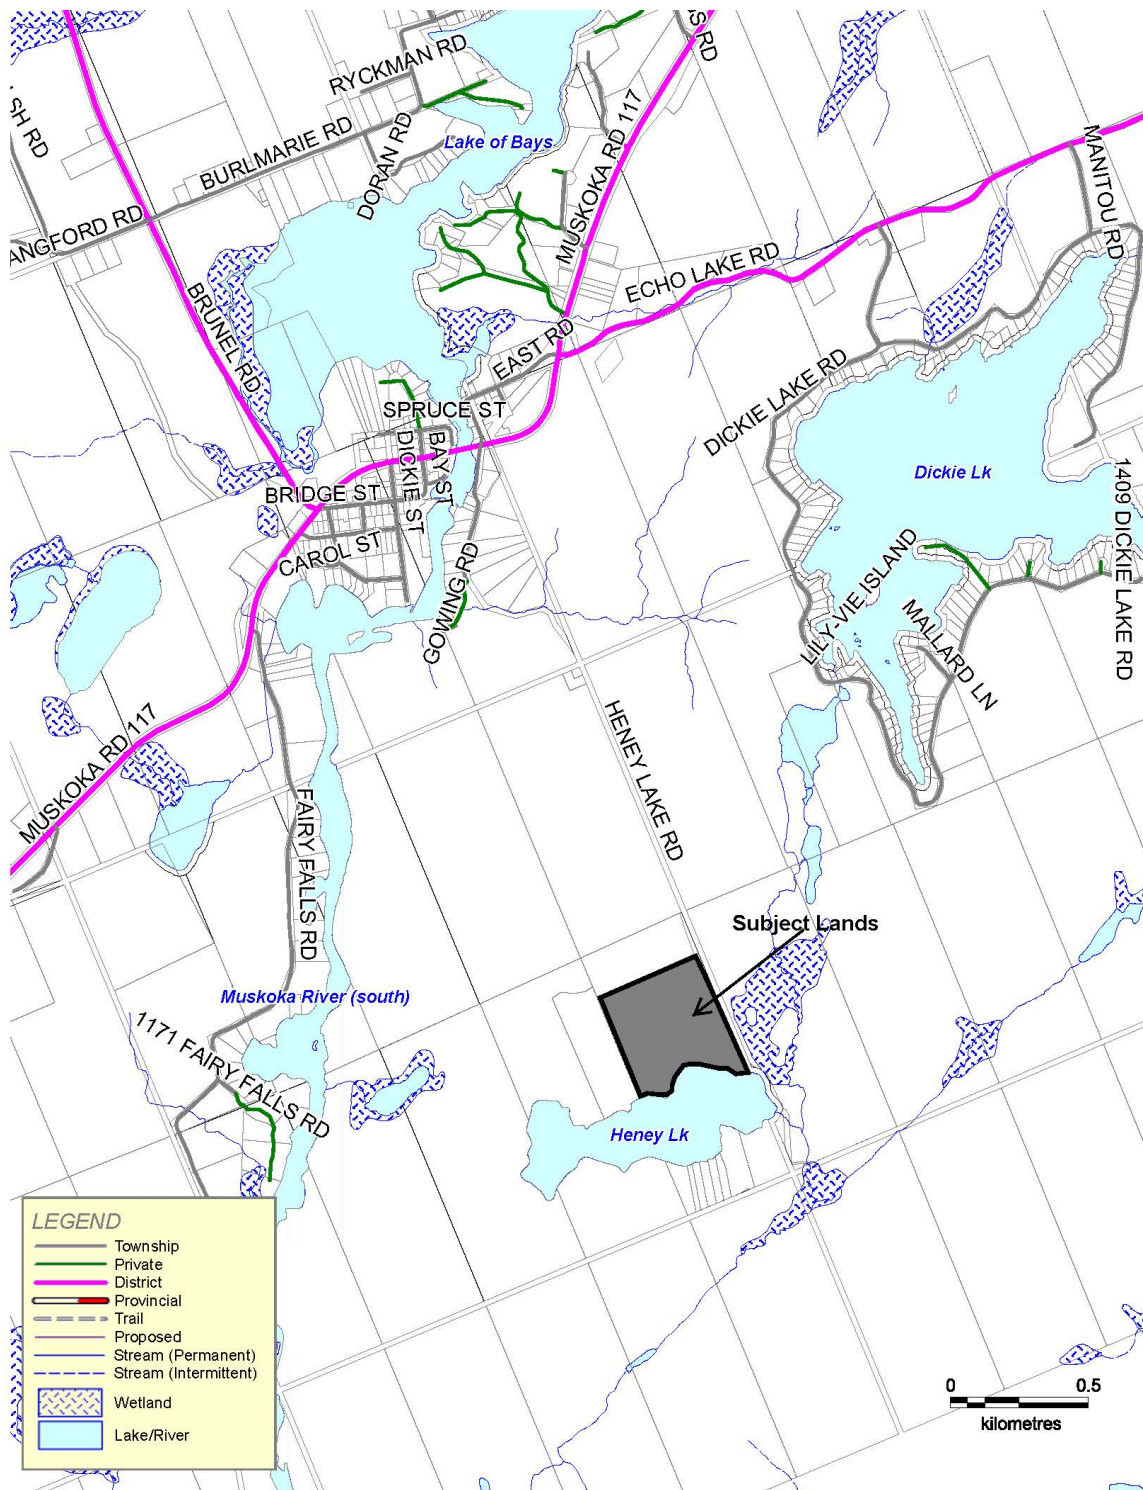 RYCKMAN RD
SS RD
SH RD
BURLMARIE RD
DORAN RD
Lake of Bays
MUSKOKA RD 117
MANITOU RD
ANGFORD RD
BRUNEL RD
ECHO LAKE RD
EAST RD
DICKIE LAKE RD
SPRUCE ST
DICKIE ST
BAY ST
Dickie Lk
1409 DICKIE LAKE RD
BRIDGE ST
CAROL ST
GOWING RD
LILY-VIE ISLAND
MALLARD LN
HENEY LAKE RD
MUSKOKA RD 117
FAIRY FALLS RD
Subject Lands
Muskoka River (south)
1171 FAIRY FALLS RD
Heney Lk
LEGEND
Township
Private
District
Provincial
Trail
Proposed
Stream (Permanent)
Stream (Intermittent)
Wetland
Lake/River
0 0.5
kilometres